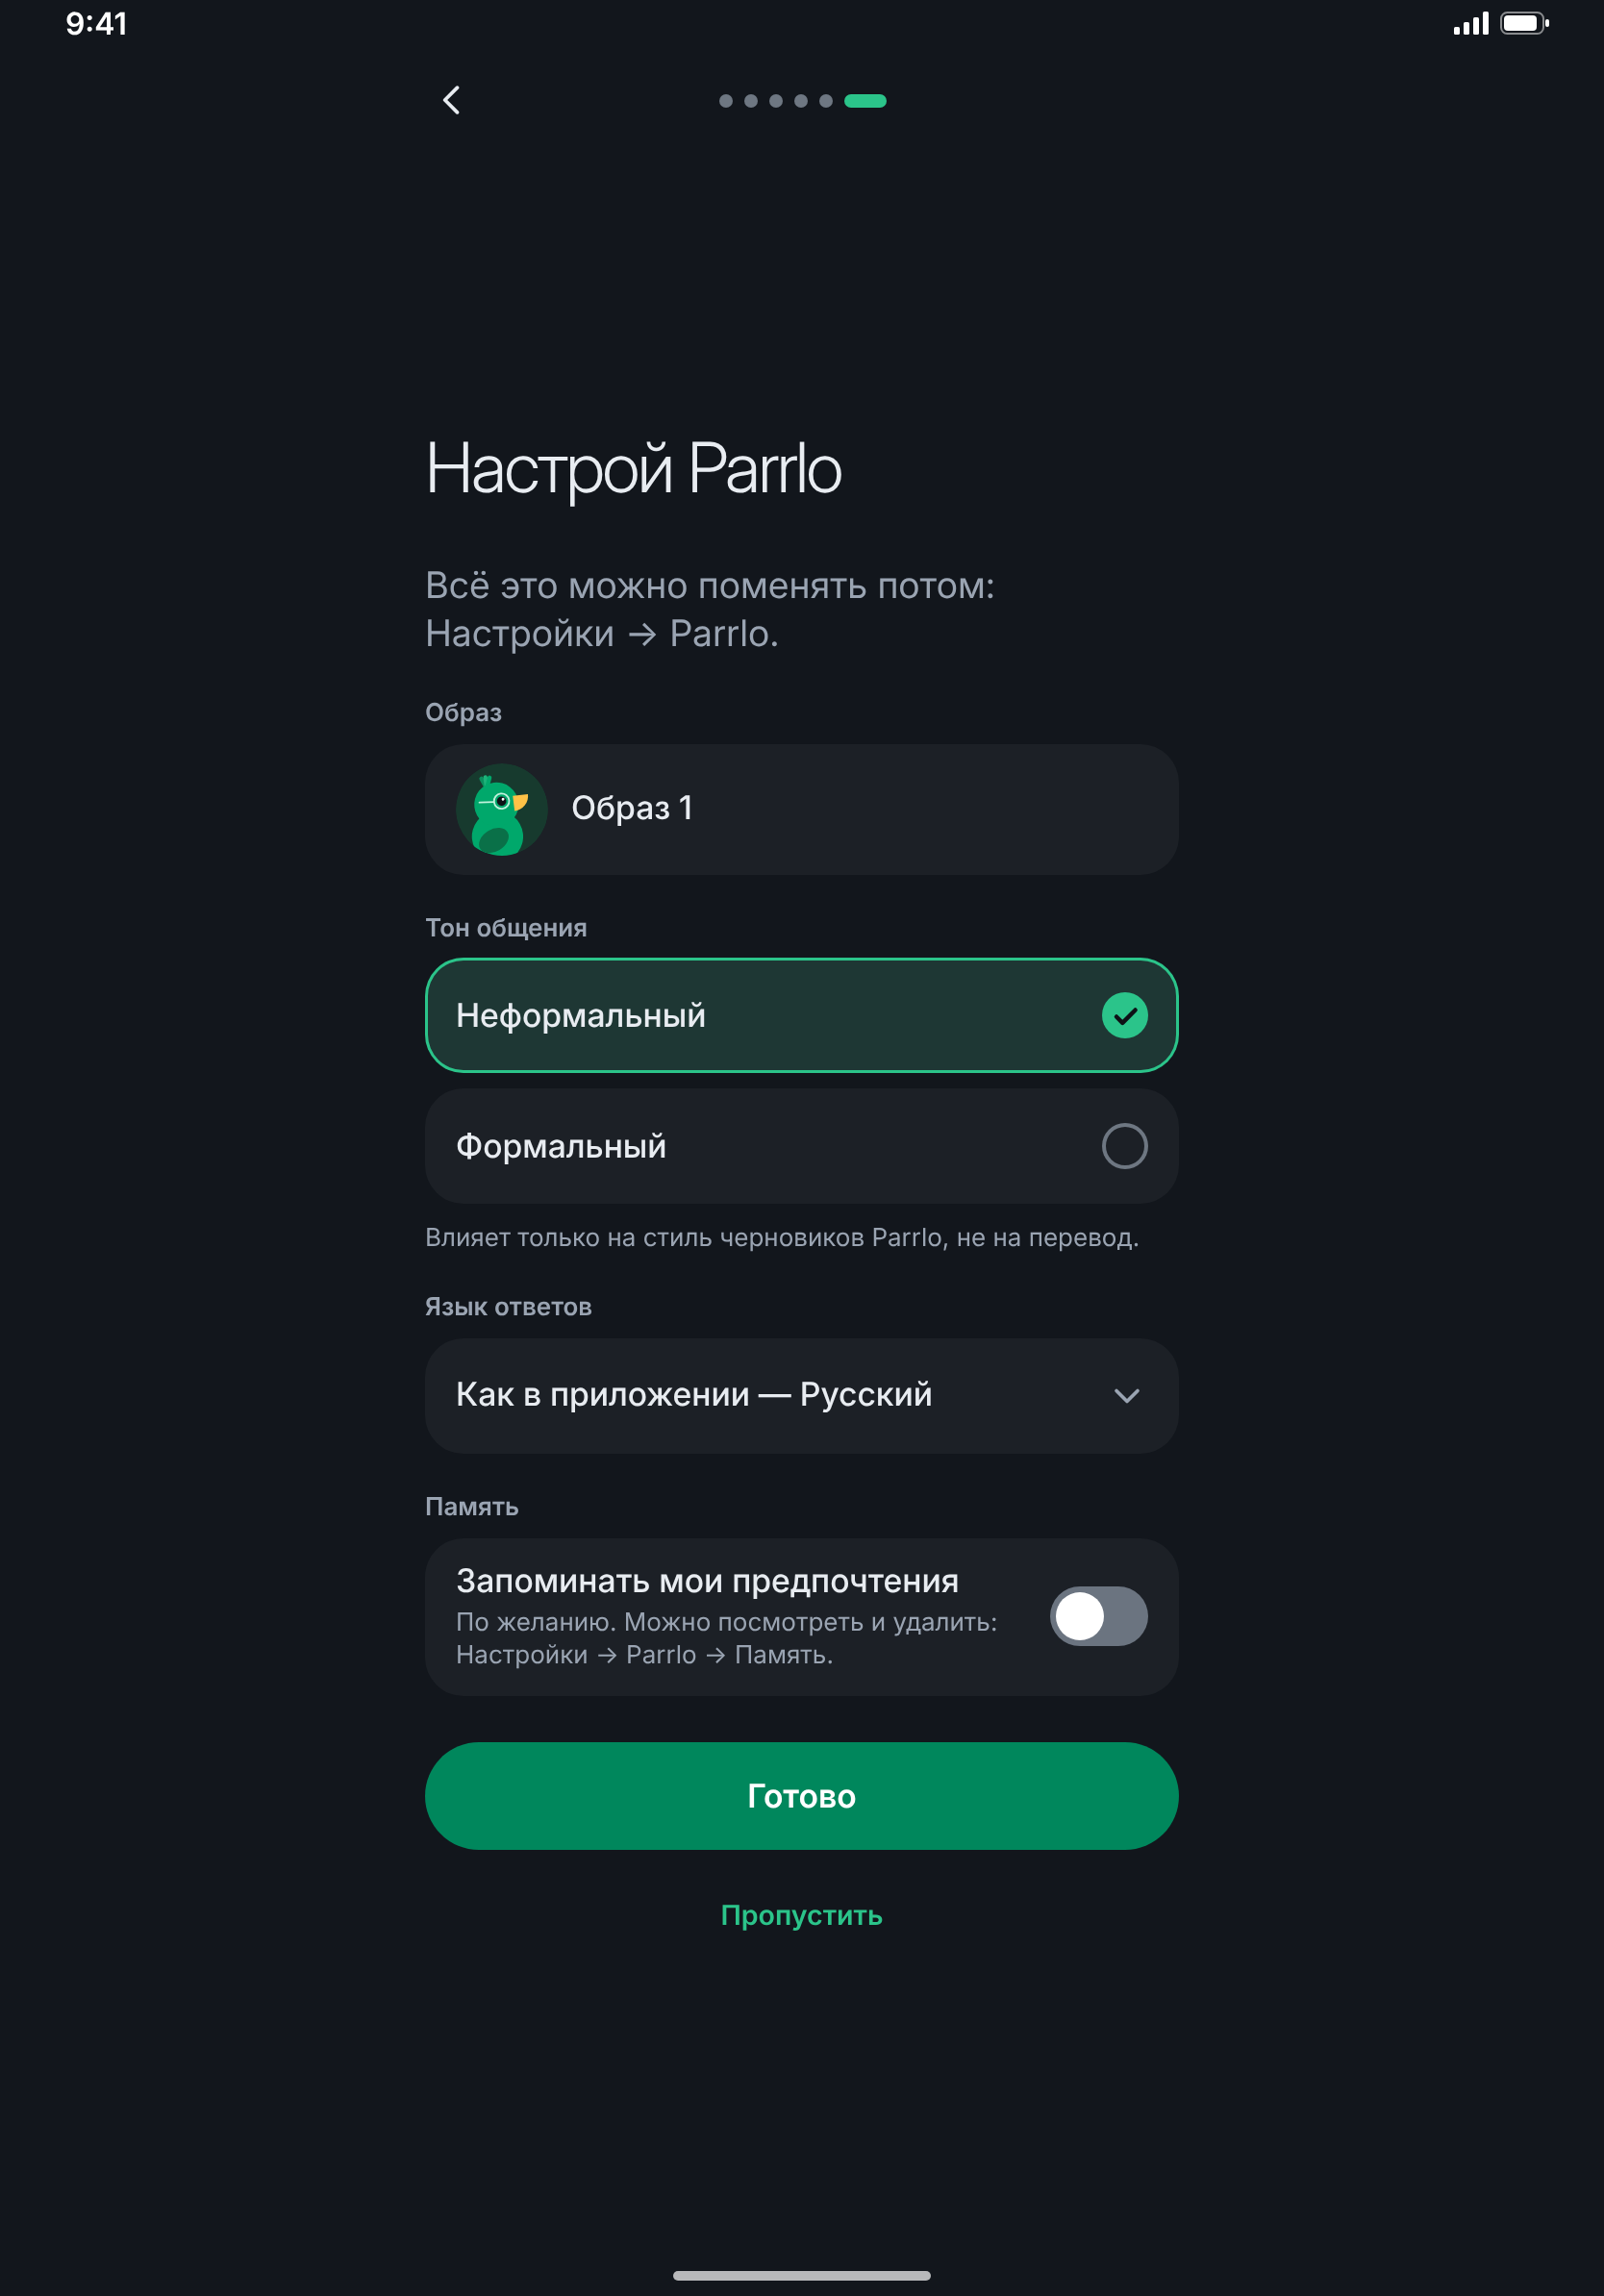 9:41
Настрой Parrlo
Всё это можно поменять потом:
Настройки → Parrlo.
Образ
Образ 1
Тон общения
Неформальный
Формальный
Влияет только на стиль черновиков Parrlo, не на перевод.
Язык ответов
Как в приложении — Русский
Память
Запоминать мои предпочтения
По желанию. Можно посмотреть и удалить:
Настройки → Parrlo → Память.
Готово
Пропустить